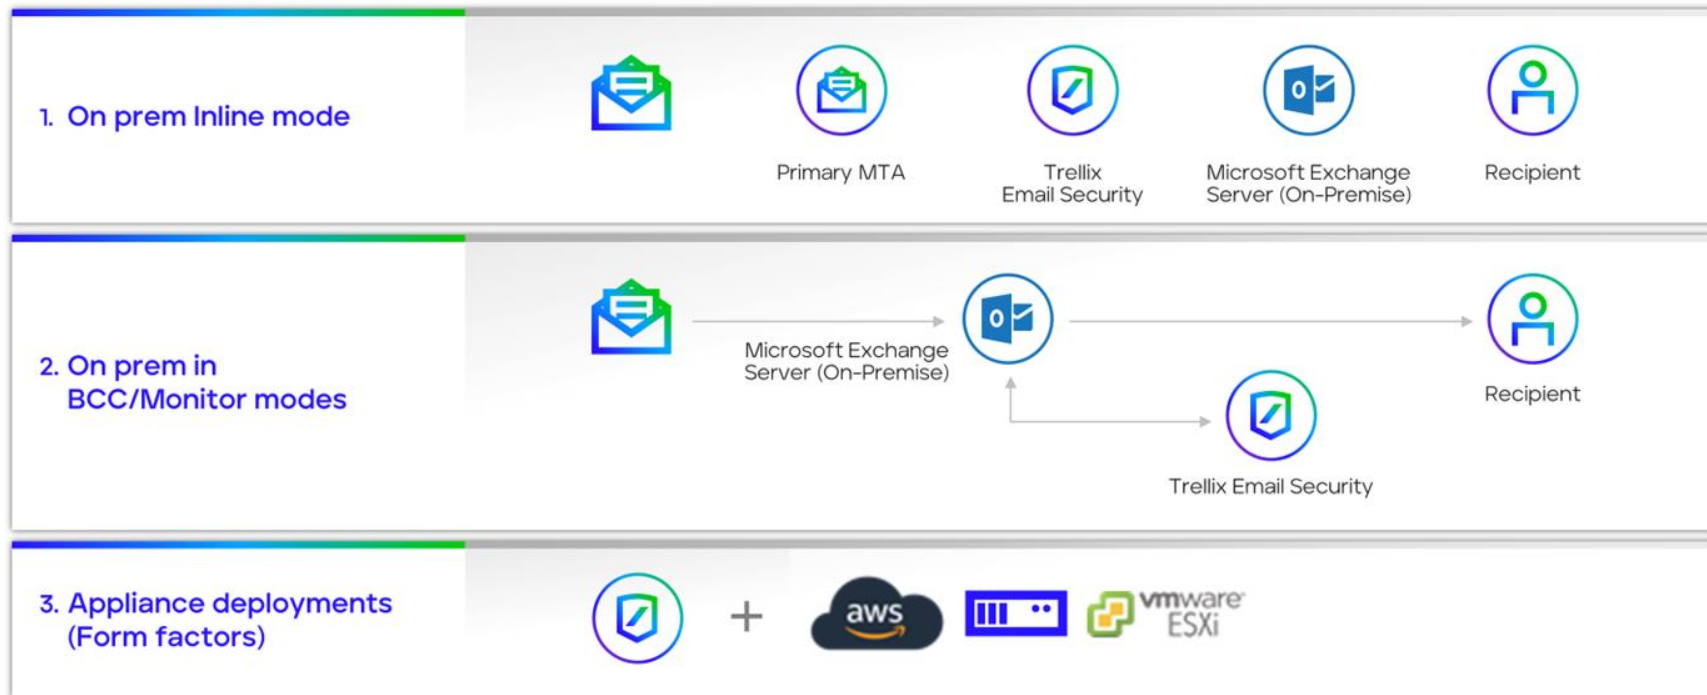 1. On prem Inline mode
Primary MTA
Trellix
Email Security
Microsoft Exchange
Server (On-Premise)
Recipient
2. On prem in
BCC/Monitor modes
Microsoft Exchange
Server (On-Premise)
Recipient
Trellix Email Security
3. Appliance deployments
(Form factors)
+
aws
vmware
ESXi